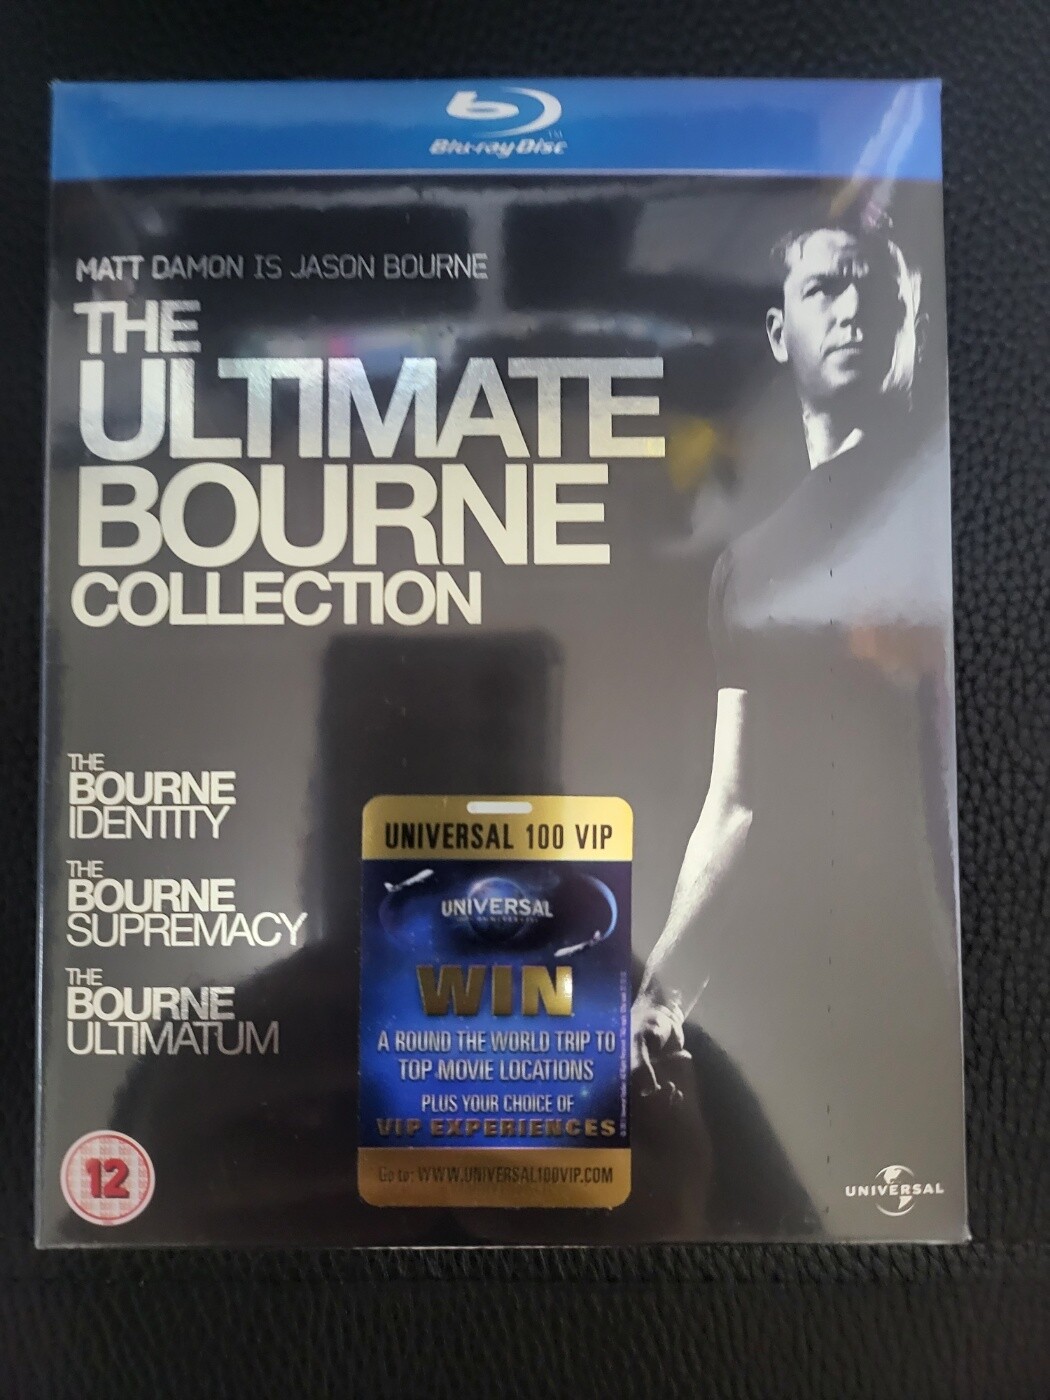 Blu-ray Disc
TM
MATT DAMON IS JASON BOURNE
THE
ULTIMATE
BOURNE
COLLECTION
THE
BOURNE
IDENTITY
THE
BOURNE
SUPREMACY
THE
BOURNE
ULTIMATUM
UNIVERSAL 100 VIP
UNIVERSAL
WIN
A ROUND THE WORLD TRIP TO
TOP MOVIE LOCATIONS
PLUS YOUR CHOICE OF
VIP EXPERIENCES
Go to: WWW.UNIVERSAL100VIP.COM
12
UNIVERSAL